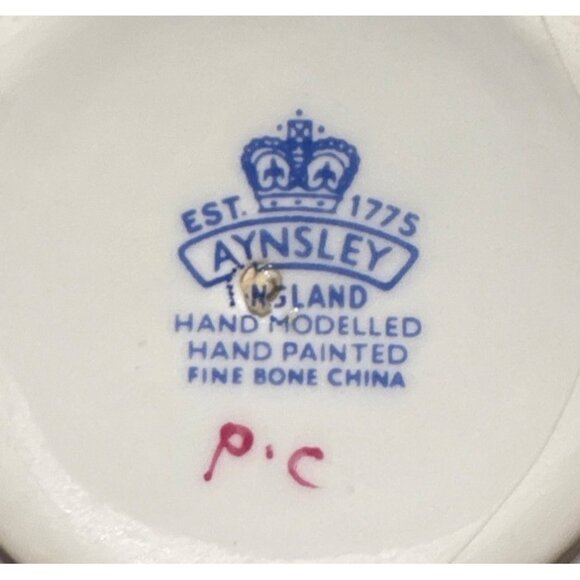 EST. 1775
AYNSLEY
ENGLAND
HAND MODELLED
HAND PAINTED
FINE BONE CHINA
P.C